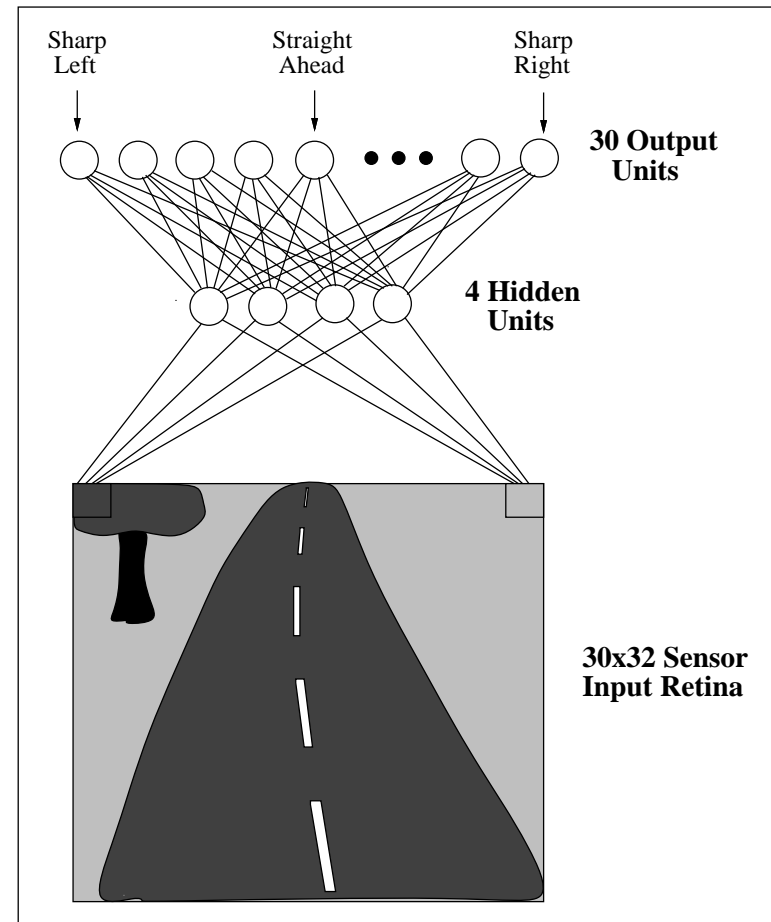 Sharp
Left
Straight
Ahead
Sharp
Right
30 Output
Units
4 Hidden
Units
30x32 Sensor
Input Retina